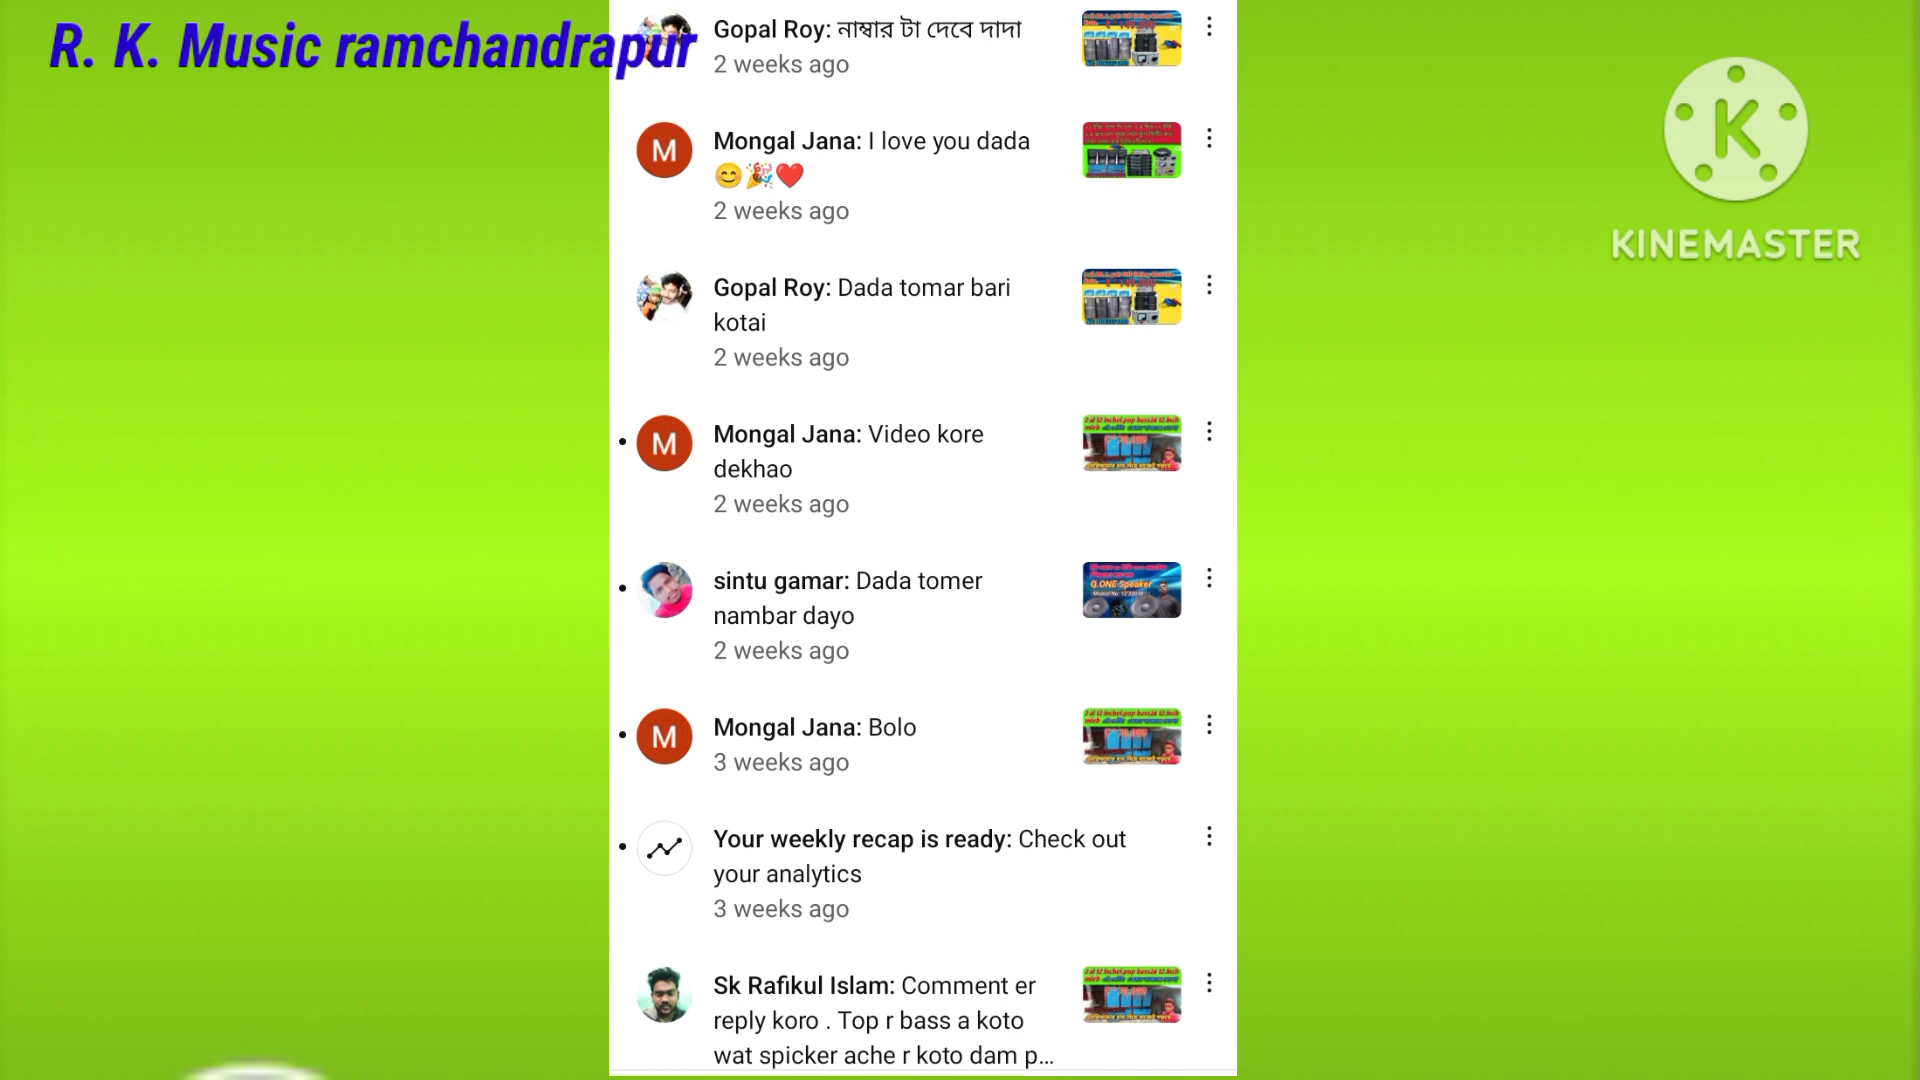 R. K. Music ramchandrapur
Gopal Roy: নাম্বার টা দেবে দাদা
2 weeks ago
M
Mongal Jana: I love you dada
😊🎉❤️
2 weeks ago
Gopal Roy: Dada tomar bari
kotai
2 weeks ago
M
Mongal Jana: Video kore
dekhao
2 weeks ago
sintu gamar: Dada tomer
nambar dayo
2 weeks ago
Q.ONE Speaker
M
Mongal Jana: Bolo
3 weeks ago
Your weekly recap is ready: Check out
your analytics
3 weeks ago
Sk Rafikul Islam: Comment er
reply koro . Top r bass a koto
wat spicker ache r koto dam p...
K
KINEMASTER